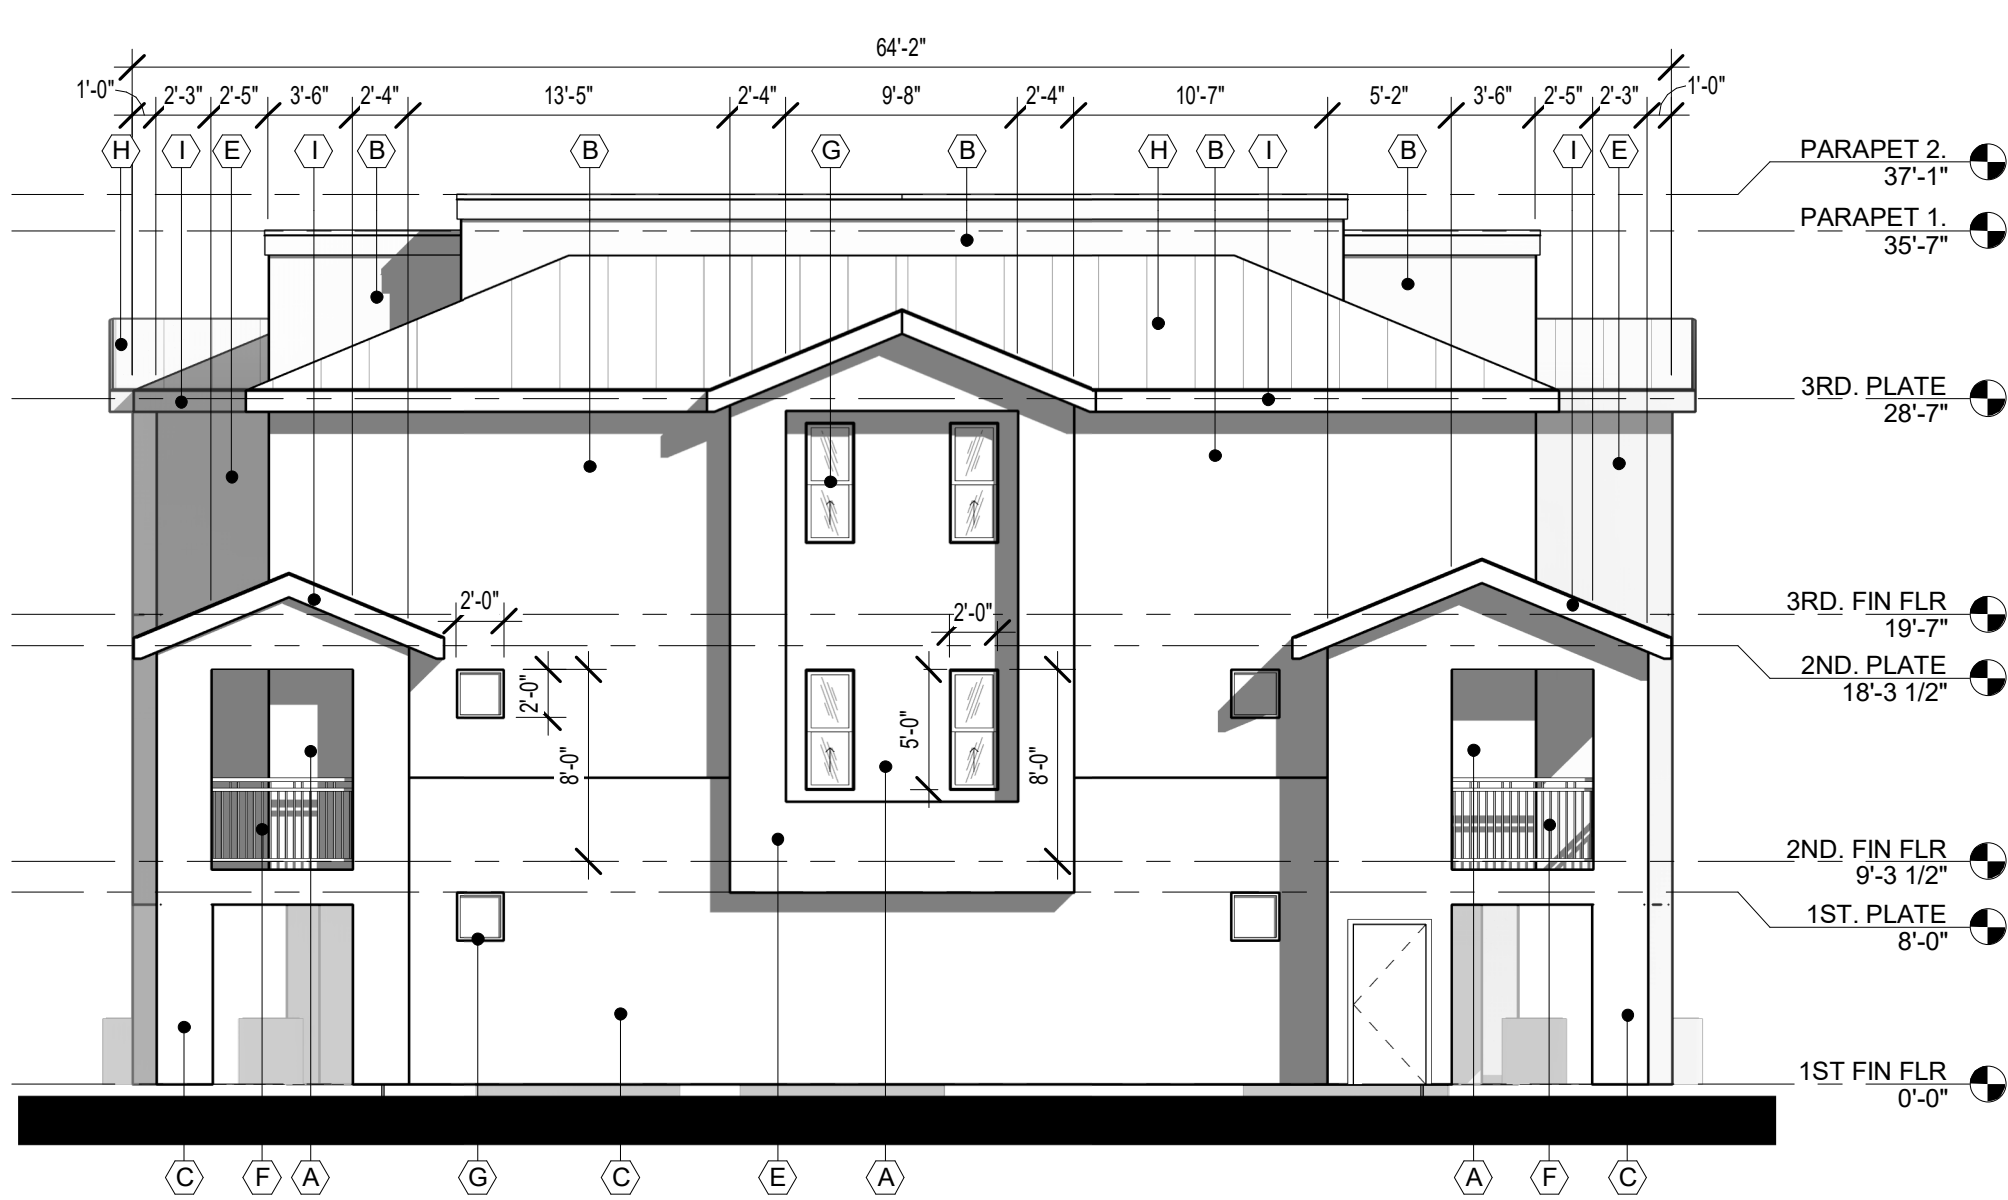 64'-2"
1'-0" 2'-3" 2'-5" 3'-6" 2'-4" 13'-5" 2'-4" 9'-8" 2'-4" 10'-7" 5'-2" 3'-6" 2'-5" 2'-3" 1'-0"
H I E I B B G B H B I B I E
PARAPET 2.
37'-1"
PARAPET 1.
35'-7"
3RD. PLATE
28'-7"
3RD. FIN FLR
19'-7"
2'-0"
2'-0"
2ND. PLATE
18'-3 1/2"
2'-0"
5'-0"
8'-0"
8'-0"
2ND. FIN FLR
9'-3 1/2"
1ST. PLATE
8'-0"
1ST FIN FLR
0'-0"
C F A G C E A A F C